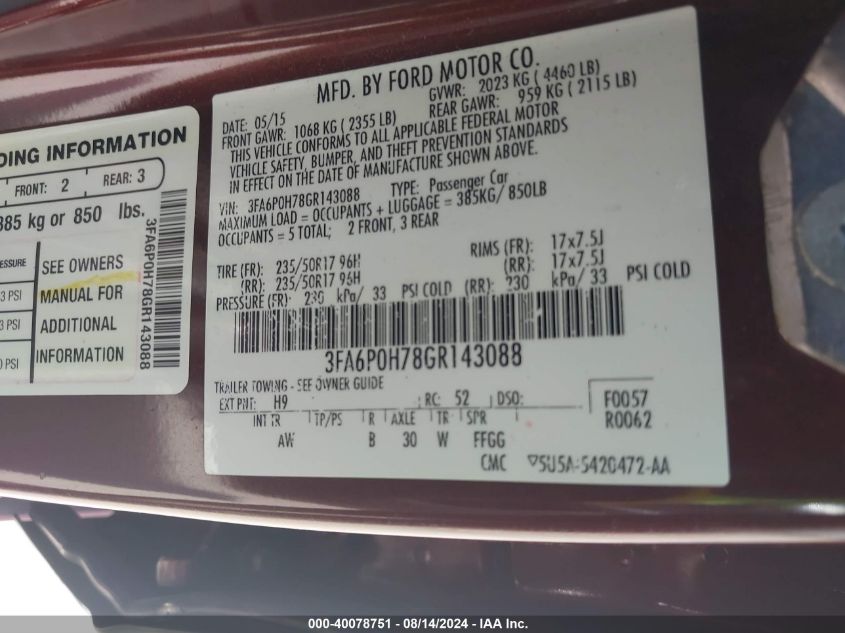 DING INFORMATION
FRONT: 2 REAR: 3
385 kg or 850 lbs.
SEE OWNERS
3 PSI MANUAL FOR
3 PSI ADDITIONAL
PSI INFORMATION
3FA6P0H78GR143088
MFD. BY FORD MOTOR CO.
DATE: 05/15 GVWR: 2023 KG ( 4460 LB)
FRONT GAWR: 1068 KG ( 2355 LB) REAR GAWR: 959 KG ( 2115 LB)
THIS VEHICLE CONFORMS TO ALL APPLICABLE FEDERAL MOTOR
VEHICLE SAFETY, BUMPER, AND THEFT PREVENTION STANDARDS
IN EFFECT ON THE DATE OF MANUFACTURE SHOWN ABOVE.
VIN: 3FA6P0H78GR143088 TYPE: Passenger Car
MAXIMUM LOAD = OCCUPANTS + LUGGAGE = 385KG/ 850LB
OCCUPANTS = 5 TOTAL; 2 FRONT, 3 REAR
TIRE (FR): 235/50R17 96H RIMS (FR): 17x7.5J
(RR): 235/50R17 96H (RR): 17x7.5J
PRESSURE (FR): 230 kPa/ 33 PSI COLD (RR): 230 kPa/ 33 PSI COLD
3FA6P0H78GR143088
TRAILER TOWING - SEE OWNER GUIDE
EXT PNT: H9 RC: 52 DSO: F0057
INT TR TP/PS R AXLE TR SPR R0062
AW B 30 W FFGG
CMC 5U5A-5420472-AA
000-40078751 - 08/14/2024 - IAA Inc.